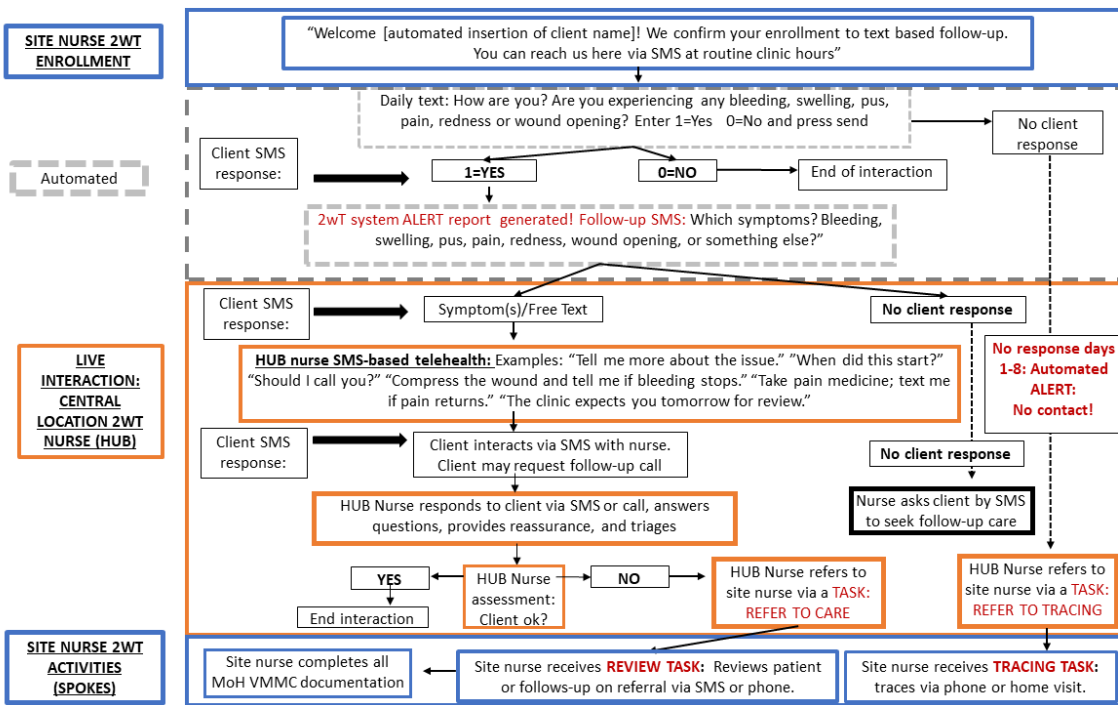 SITE NURSE 2WT
ENROLLMENT
“Welcome [automated insertion of client name]! We confirm your enrollment to text based follow-up.
You can reach us here via SMS at routine clinic hours”
Automated
Daily text: How are you? Are you experiencing any bleeding, swelling, pus,
pain, redness or wound opening? Enter 1=Yes 0=No and press send
No client
response
Client SMS
response:
1=YES
0=NO
End of interaction
2wT system ALERT report generated! Follow-up SMS: Which symptoms? Bleeding,
swelling, pus, pain, redness, wound opening, or something else?”
LIVE
INTERACTION:
CENTRAL
LOCATION 2WT
NURSE (HUB)
Client SMS
response:
Symptom(s)/Free Text
No client response
HUB nurse SMS-based telehealth: Examples: “Tell me more about the issue.” “When did this start?”
“Should I call you?” “Compress the wound and tell me if bleeding stops.” “Take pain medicine; text me
if pain returns.” “The clinic expects you tomorrow for review.”
No response days
1-8: Automated
ALERT:
No contact!
Client SMS
response:
Client interacts via SMS with nurse.
Client may request follow-up call
No client response
HUB Nurse responds to client via SMS or call, answers
questions, provides reassurance, and triages
Nurse asks client by SMS
to seek follow-up care
YES
End interaction
HUB Nurse
assessment:
Client ok?
NO
HUB Nurse refers to
site nurse via a TASK:
REFER TO CARE
HUB Nurse refers to
site nurse via a TASK:
REFER TO TRACING
SITE NURSE 2WT
ACTIVITIES
(SPOKES)
Site nurse completes all
MoH VMMC documentation
Site nurse receives REVIEW TASK: Reviews patient
or follows-up on referral via SMS or phone.
Site nurse receives TRACING TASK:
traces via phone or home visit.